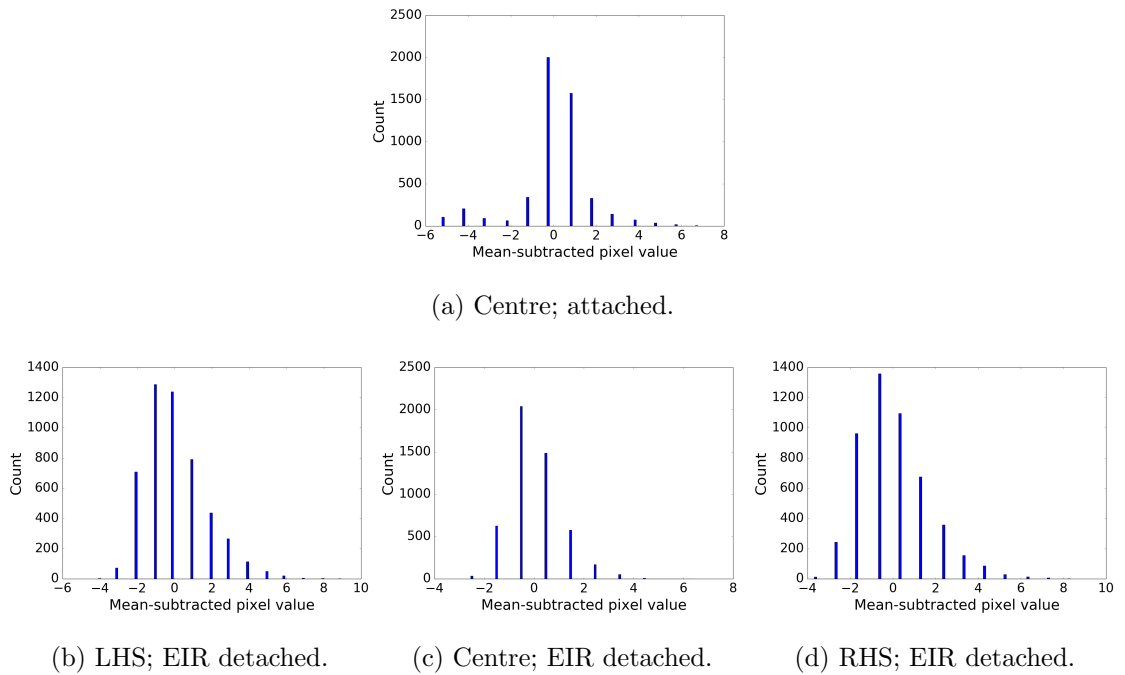 2500
2000
1500
1000
500
0
Count
−6 −4 −2 0 2 4 6 8
Mean-subtracted pixel value
(a) Centre; attached.
1400
1200
1000
800
600
400
200
0
Count
−6 −4 −2 0 2 4 6 8 10
Mean-subtracted pixel value
(b) LHS; EIR detached.
2500
2000
1500
1000
500
0
Count
−4 −2 0 2 4 6 8
Mean-subtracted pixel value
(c) Centre; EIR detached.
1400
1200
1000
800
600
400
200
0
Count
−4 −2 0 2 4 6 8 10
Mean-subtracted pixel value
(d) RHS; EIR detached.